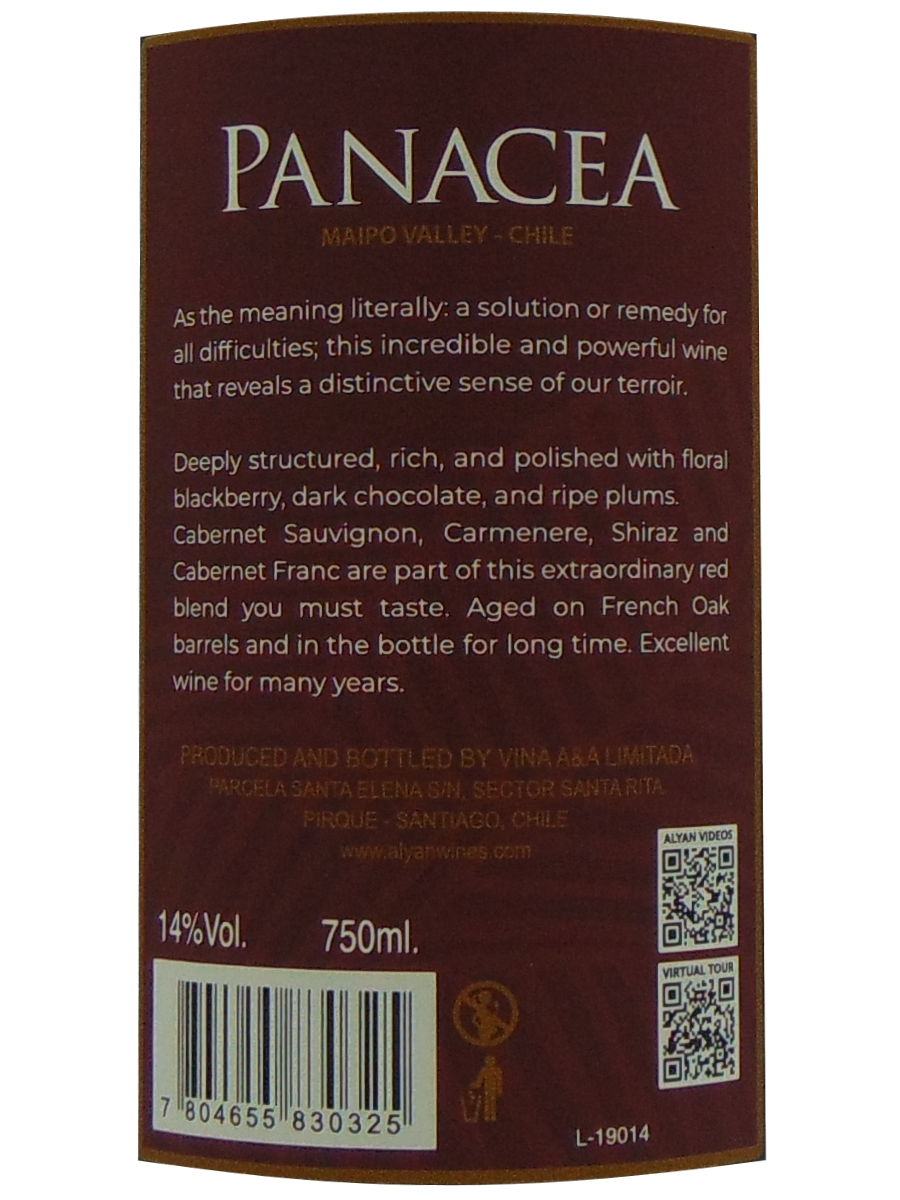 PANACEA
MAIPO VALLEY - CHILE
As the meaning literally: a solution or remedy for
all difficulties; this incredible and powerful wine
that reveals a distinctive sense of our terroir.
Deeply structured, rich, and polished with floral
blackberry, dark chocolate, and ripe plums.
Cabernet Sauvignon, Carmenere, Shiraz and
Cabernet Franc are part of this extraordinary red
blend you must taste. Aged on French Oak
barrels and in the bottle for long time. Excellent
wine for many years.
PRODUCED AND BOTTLED BY VINA A&A LIMITADA
PARCELA SANTA ELENA S/N, SECTOR SANTA RITA
PIRQUE - SANTIAGO, CHILE
www.alyanwines.com
ALYAN VIDEOS
14%Vol. 750ml.
VIRTUAL TOUR
7 804655 830325
L-19014